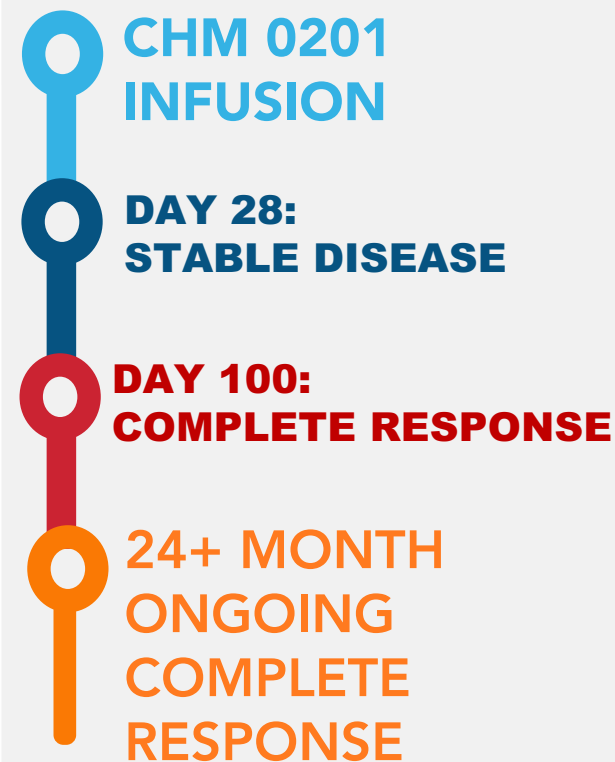 CHM 0201
INFUSION
DAY 28:
STABLE DISEASE
DAY 100:
COMPLETE RESPONSE
24+ MONTH
ONGOING
COMPLETE
RESPONSE